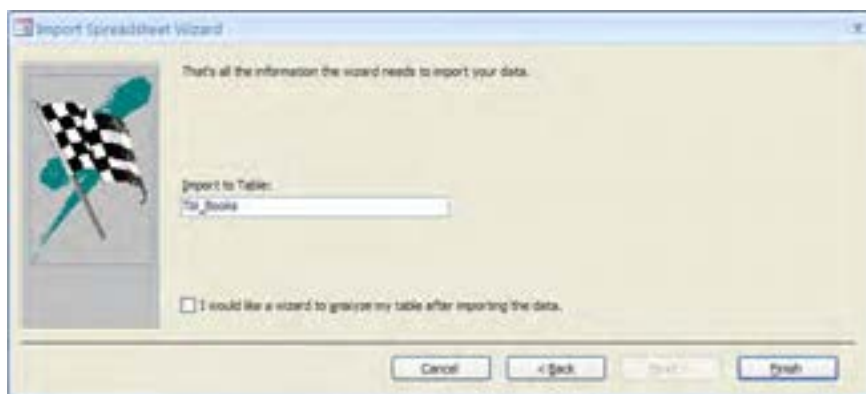 Import Spreadsheet Wizard
That's all the information the wizard needs to import your data.
Import to Table:
Tbl_Books
I would like a wizard to analyze my table after importing the data.
Cancel
< Back
Next >
Finish